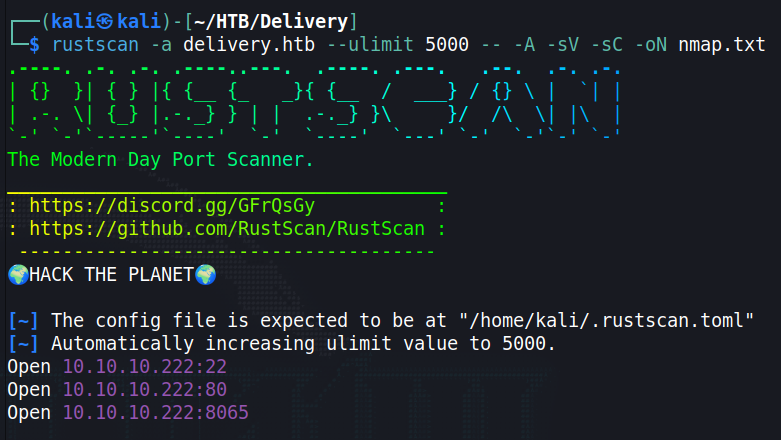 ┌──(kali㉿kali)-[~/HTB/Delivery]
└─$ rustscan -a delivery.htb --ulimit 5000 -- -A -sV -sC -oN nmap.txt
.----. .-. .-. .----..---.  .----. .---.   .--.  .-. .-.
| {}  }| { } |{ {__ {_   _}{ {__  /  ___} / {} \ |  `| |
| .-. \| {_} |.-._} } | |  .-._} }\     }/  /\  \| |\  |
`-' `-'`-----'`----'  `-'  `----'  `---' `-'  `-'`-' `-'
The Modern Day Port Scanner.
________________________________________
: https://discord.gg/GFrQsGy           :
: https://github.com/RustScan/RustScan :
 --------------------------------------
🌍HACK THE PLANET🌍
[~] The config file is expected to be at "/home/kali/.rustscan.toml"
[~] Automatically increasing ulimit value to 5000.
Open 10.10.10.222:22
Open 10.10.10.222:80
Open 10.10.10.222:8065